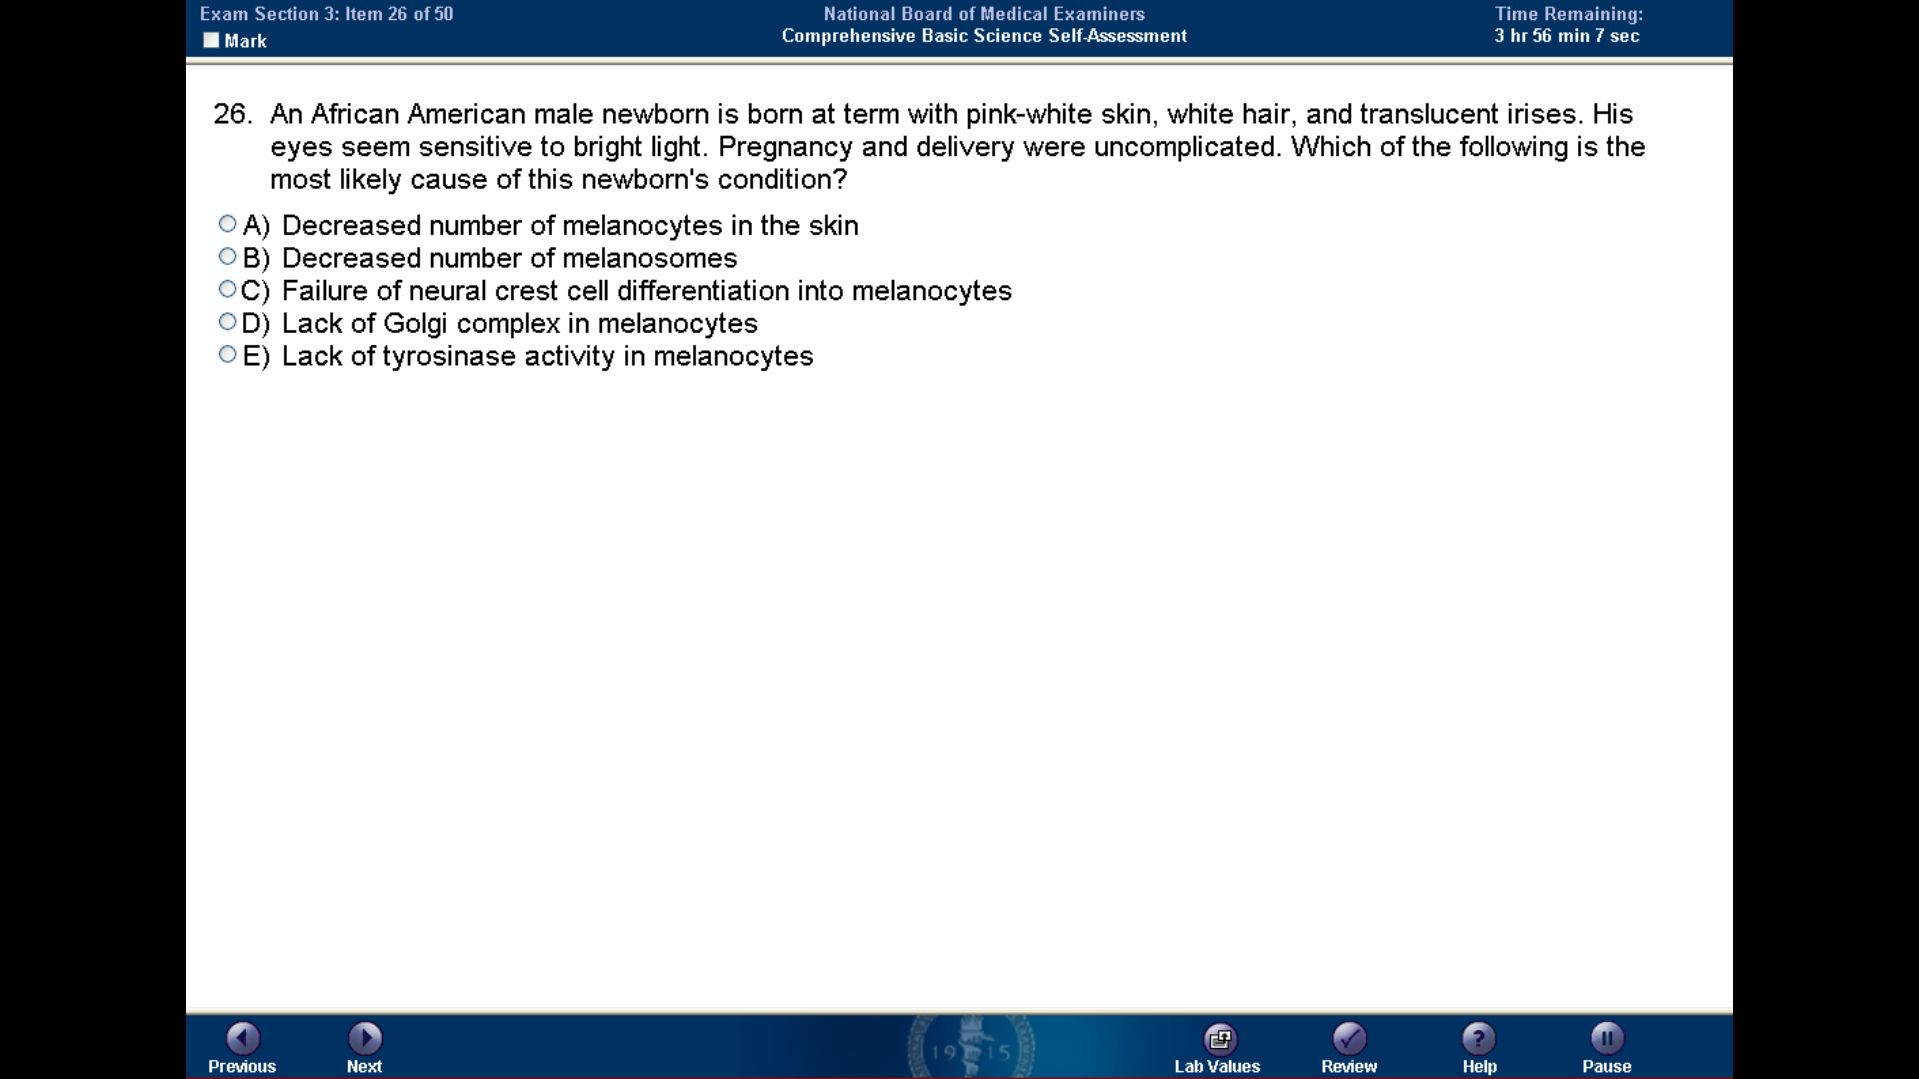 Exam Section 3: Item 26 of 50
National Board of Medical Examiners
Time Remaining:
Mark
Comprehensive Basic Science Self-Assessment
3 hr 56 min 7 sec
26. An African American male newborn is born at term with pink-white skin, white hair, and translucent irises. His
eyes seem sensitive to bright light. Pregnancy and delivery were uncomplicated. Which of the following is the
most likely cause of this newborn's condition?
A) Decreased number of melanocytes in the skin
B) Decreased number of melanosomes
C) Failure of neural crest cell differentiation into melanocytes
D) Lack of Golgi complex in melanocytes
E) Lack of tyrosinase activity in melanocytes
1915
Previous
Next
Lab Values
Review
Help
Pause